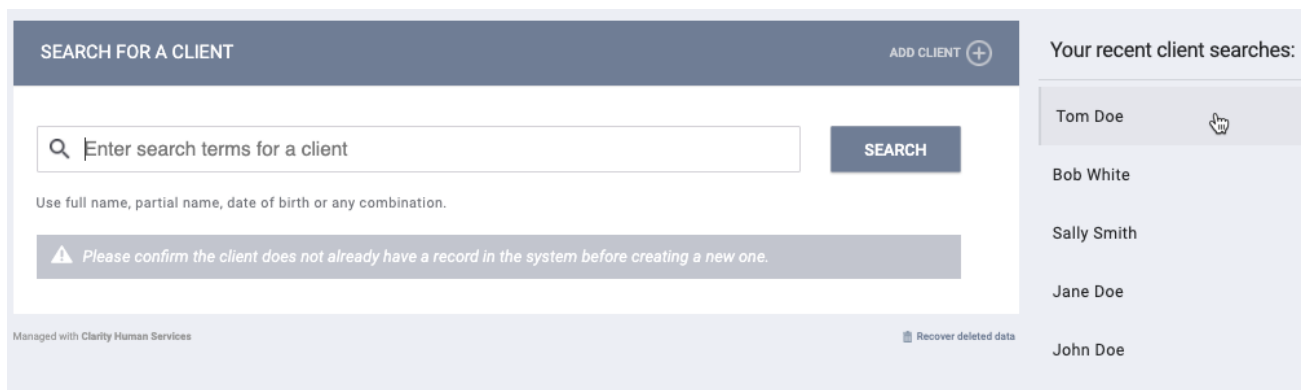 SEARCH FOR A CLIENT
ADD CLIENT
Enter search terms for a client
SEARCH
Use full name, partial name, date of birth or any combination.
Please confirm the client does not already have a record in the system before creating a new one.
Managed with Clarity Human Services
Recover deleted data
Your recent client searches:
Tom Doe
Bob White
Sally Smith
Jane Doe
John Doe